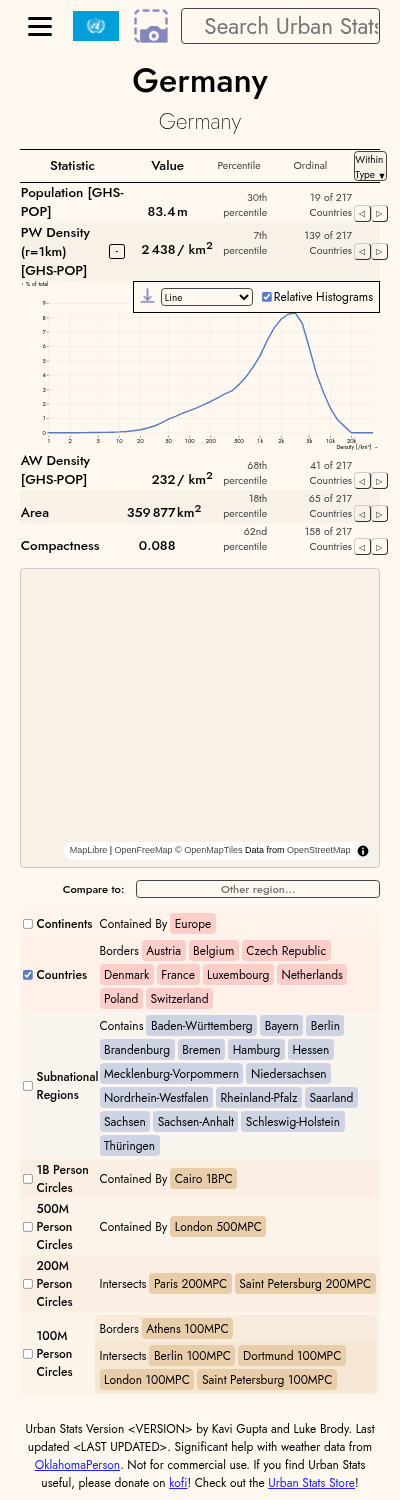 Search Urban Stats
Germany
Germany
Statistic Value Percentile Ordinal Within Type ▼
Population [GHS-POP] 83.4 m 30th percentile 19 of 217 Countries ◁ ▷
PW Density (r=1km) [GHS-POP] - 2 438 / km² 7th percentile 139 of 217 Countries ◁ ▷
↑ % of total
Line Relative Histograms
9
8
7
6
5
4
3
2
1
0
1 2 5 10 20 50 100 200 500 1k 2k 5k 10k 20k
Density (/km²) →
AW Density [GHS-POP] 232 / km² 68th percentile 41 of 217 Countries ◁ ▷
Area 359 877 km² 18th percentile 65 of 217 Countries ◁ ▷
Compactness 0.088 62nd percentile 158 of 217 Countries ◁ ▷
MapLibre | OpenFreeMap © OpenMapTiles Data from OpenStreetMap
Compare to: Other region...
Continents Contained By Europe
Countries Borders Austria Belgium Czech Republic
Denmark France Luxembourg Netherlands
Poland Switzerland
Subnational Regions Contains Baden-Württemberg Bayern Berlin
Brandenburg Bremen Hamburg Hessen
Mecklenburg-Vorpommern Niedersachsen
Nordrhein-Westfalen Rheinland-Pfalz Saarland
Sachsen Sachsen-Anhalt Schleswig-Holstein
Thüringen
1B Person Circles Contained By Cairo 1BPC
500M Person Circles Contained By London 500MPC
200M Person Circles Intersects Paris 200MPC Saint Petersburg 200MPC
100M Person Circles Borders Athens 100MPC
Intersects Berlin 100MPC Dortmund 100MPC
London 100MPC Saint Petersburg 100MPC
Urban Stats Version <VERSION> by Kavi Gupta and Luke Brody. Last
updated <LAST UPDATED>. Significant help with weather data from
OklahomaPerson. Not for commercial use. If you find Urban Stats
useful, please donate on kofi! Check out the Urban Stats Store!